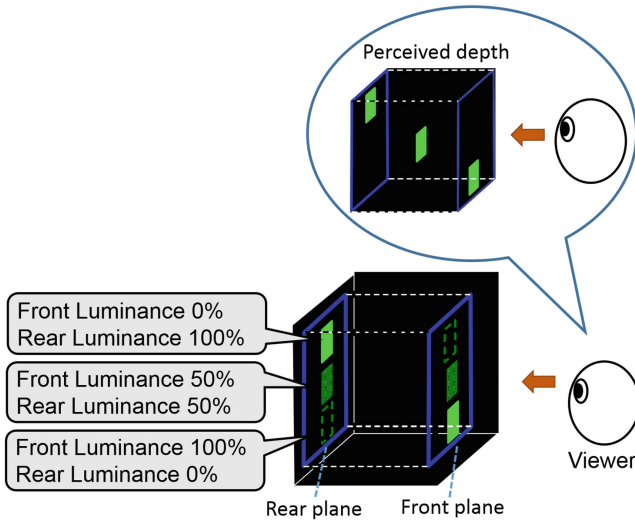 Perceived depth
Front Luminance 0%
Rear Luminance 100%
Front Luminance 50%
Rear Luminance 50%
Front Luminance 100%
Rear Luminance 0%
Viewer
Rear plane
Front plane